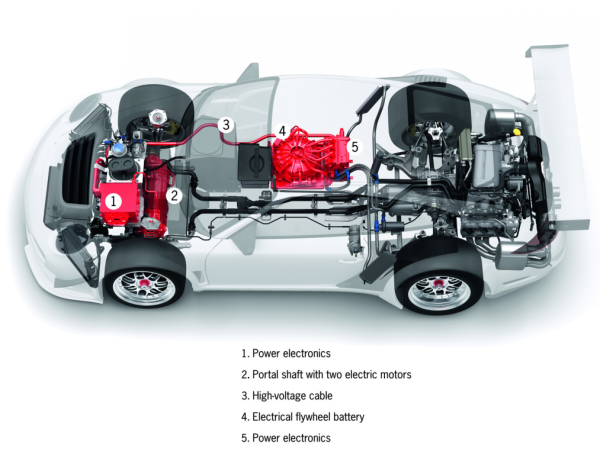 3
4
5
2
1
1. Power electronics
2. Portal shaft with two electric motors
3. High-voltage cable
4. Electrical flywheel battery
5. Power electronics